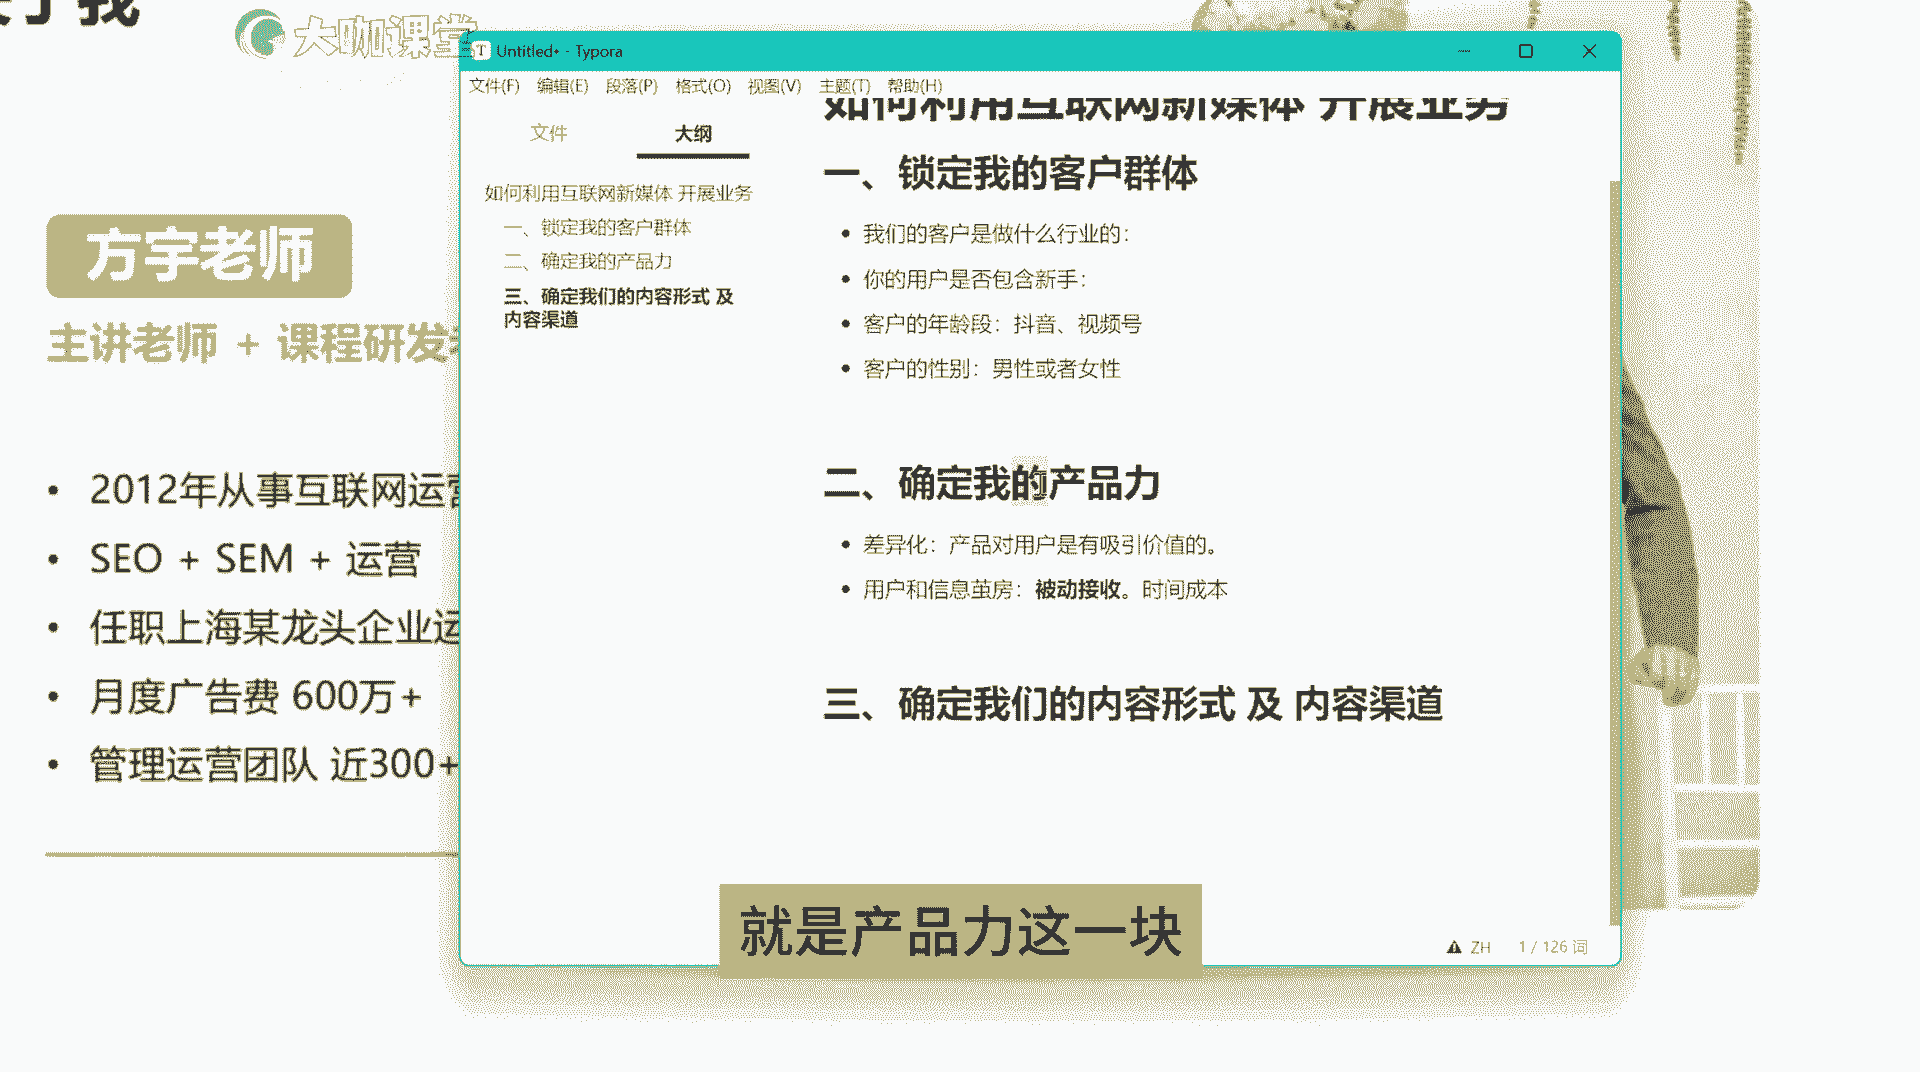 大咖课堂
方宇老师
主讲老师 + 课程研发
• 2012年从事互联网运营
• SEO + SEM + 运营
• 任职上海某龙头企业运
• 月度广告费 600万+
• 管理运营团队 近300+
Untitled• - Typora
文件(F) 编辑(E) 段落(P) 格式(O) 视图(V) 主题(T) 帮助(H)
文件 大纲
如何利用互联网新媒体 开展业务
一、锁定我的客户群体
二、确定我的产品力
三、确定我们的内容形式 及
内容渠道
如何利用互联网新媒体 开展业务
一、锁定我的客户群体
• 我们的客户是做什么行业的：
• 你的用户是否包含新手：
• 客户的年龄段：抖音、视频号
• 客户的性别：男性或者女性
二、确定我的产品力
• 差异化：产品对用户是有吸引价值的。
• 用户和信息茧房：被动接收。时间成本
三、确定我们的内容形式 及 内容渠道
ZH 1 / 126 词
就是产品力这一块